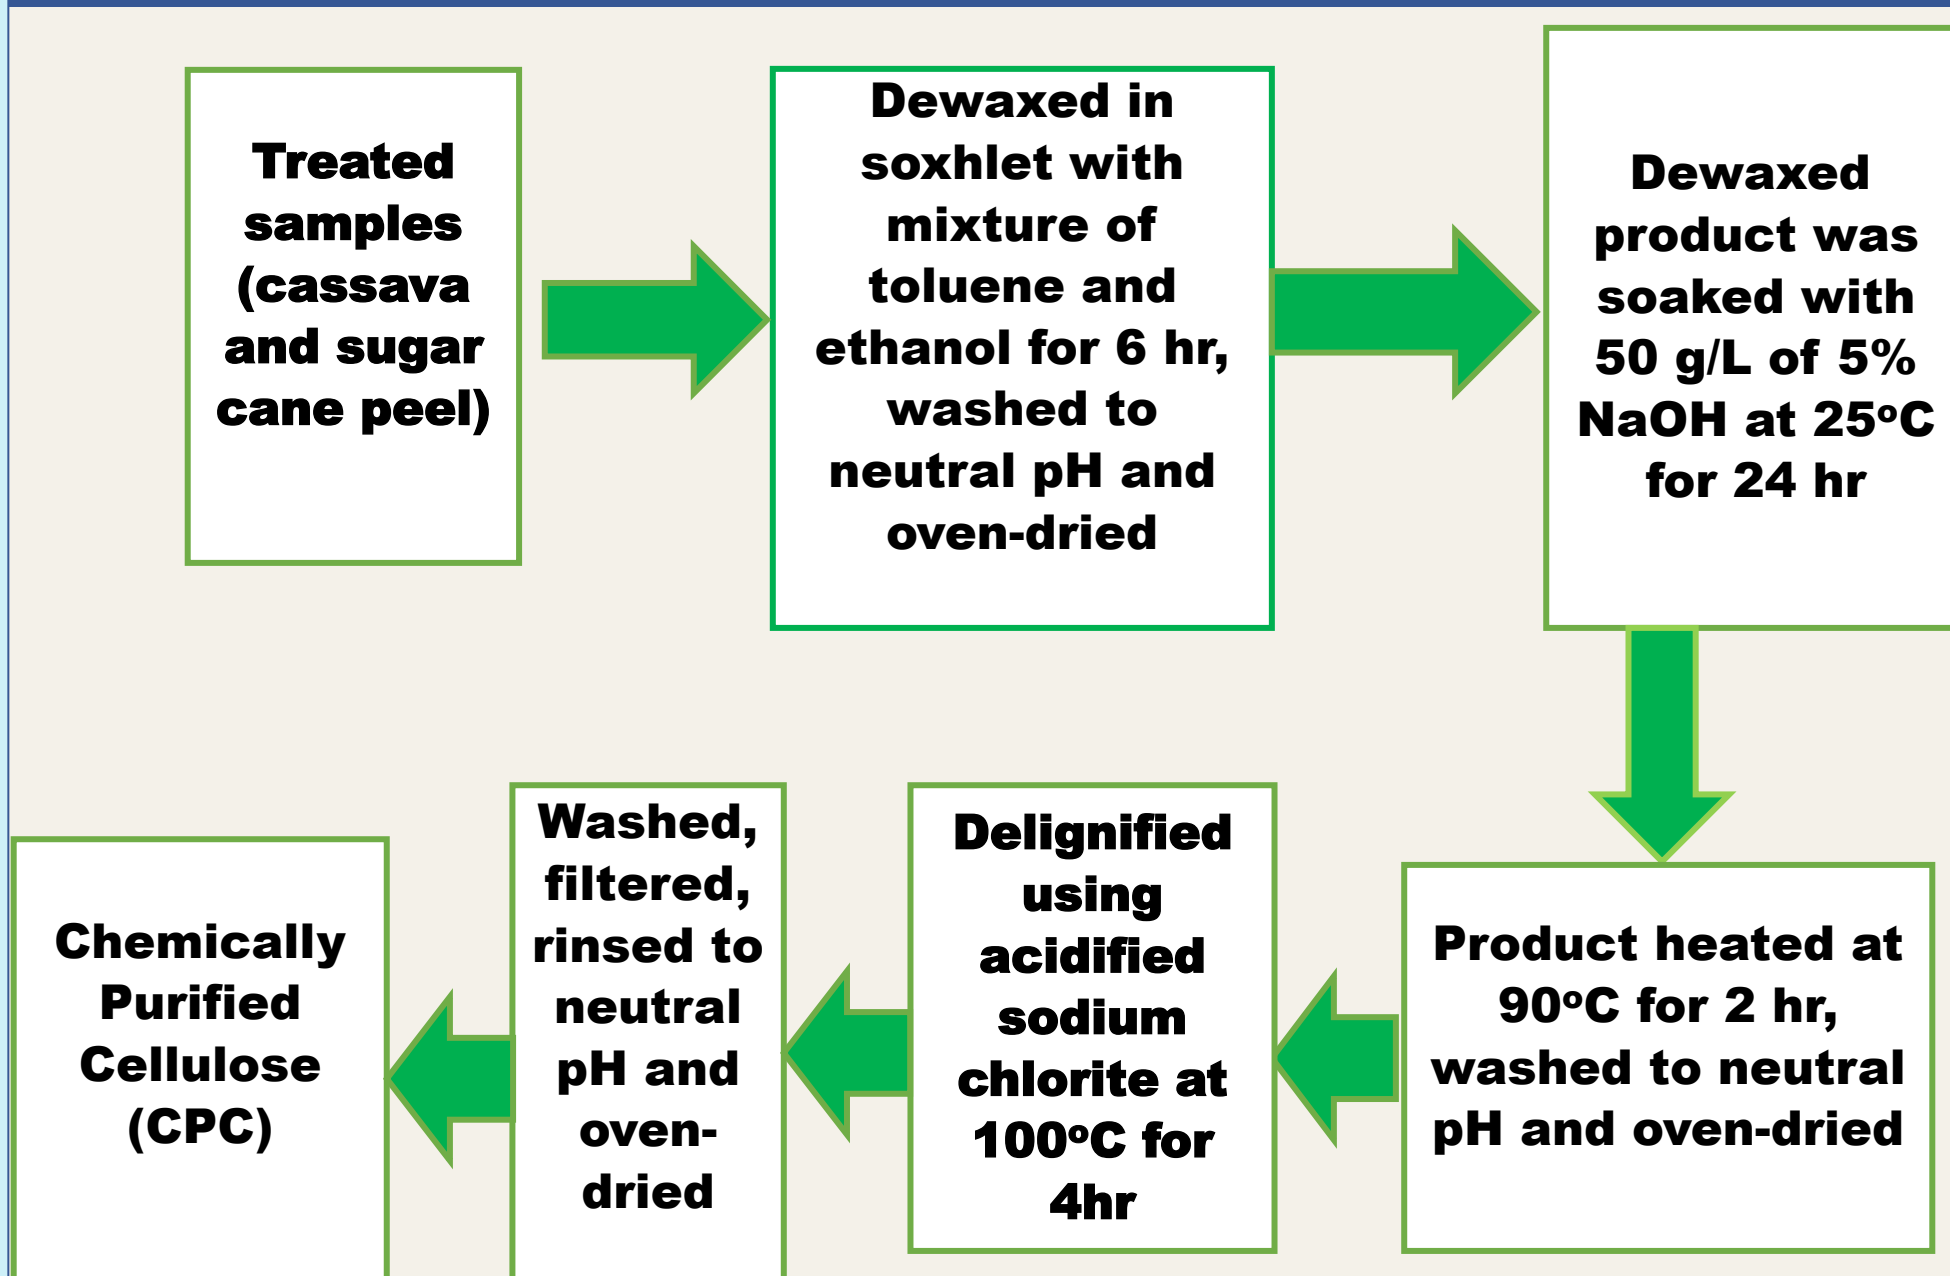 Treated
samples
(cassava
and sugar
cane peel)
Dewaxed in
soxhlet with
mixture of
toluene and
ethanol for 6 hr,
washed to
neutral pH and
oven-dried
Dewaxed
product was
soaked with
50 g/L of 5%
NaOH at 25ºC
for 24 hr
Product heated at
90ºC for 2 hr,
washed to neutral
pH and oven-dried
Delignified
using
acidified
sodium
chlorite at
100ºC for
4hr
Washed,
filtered,
rinsed to
neutral
pH and
oven-
dried
Chemically
Purified
Cellulose
(CPC)